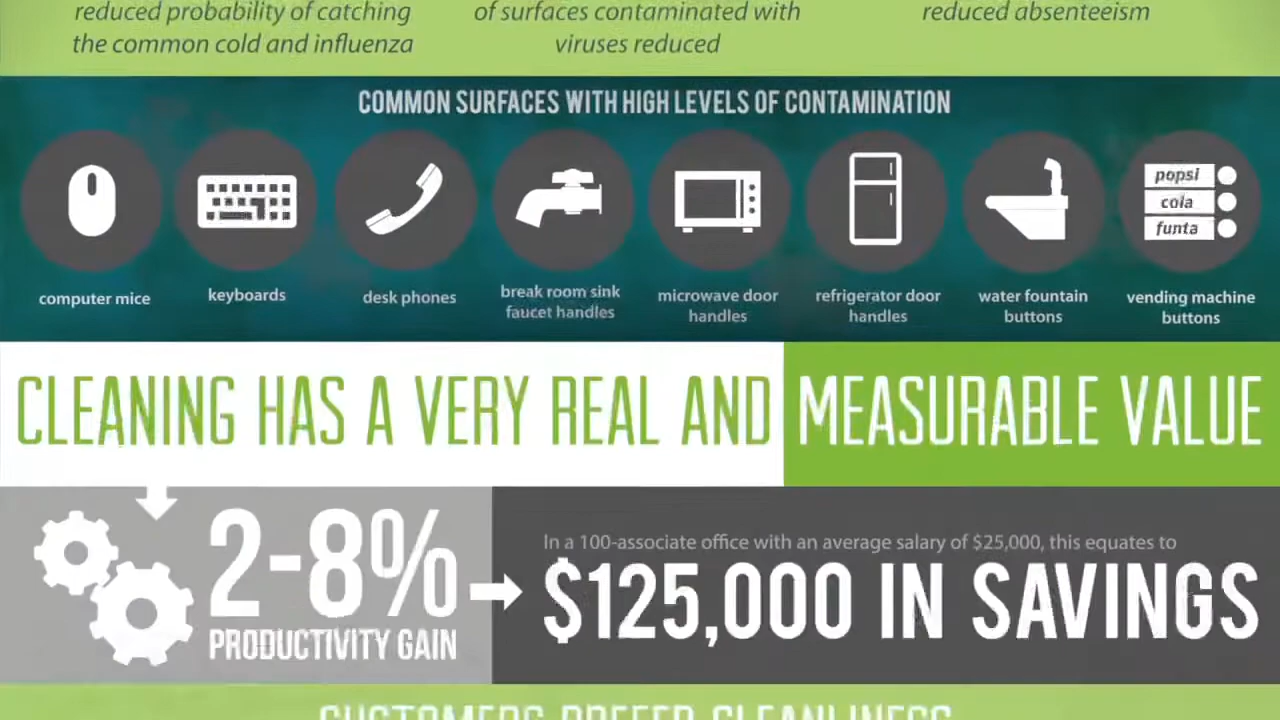 reduced probability of catching
the common cold and influenza
of surfaces contaminated with
viruses reduced
reduced absenteeism
COMMON SURFACES WITH HIGH LEVELS OF CONTAMINATION
popsi
cola
funta
computer mice
keyboards
desk phones
break room sink
faucet handles
microwave door
handles
refrigerator door
handles
water fountain
buttons
vending machine
buttons
CLEANING HAS A VERY REAL AND MEASURABLE VALUE
2-8%
PRODUCTIVITY GAIN
In a 100-associate office with an average salary of $25,000, this equates to
$125,000 IN SAVINGS
CUSTOMERS PREFER CLEANLINESS